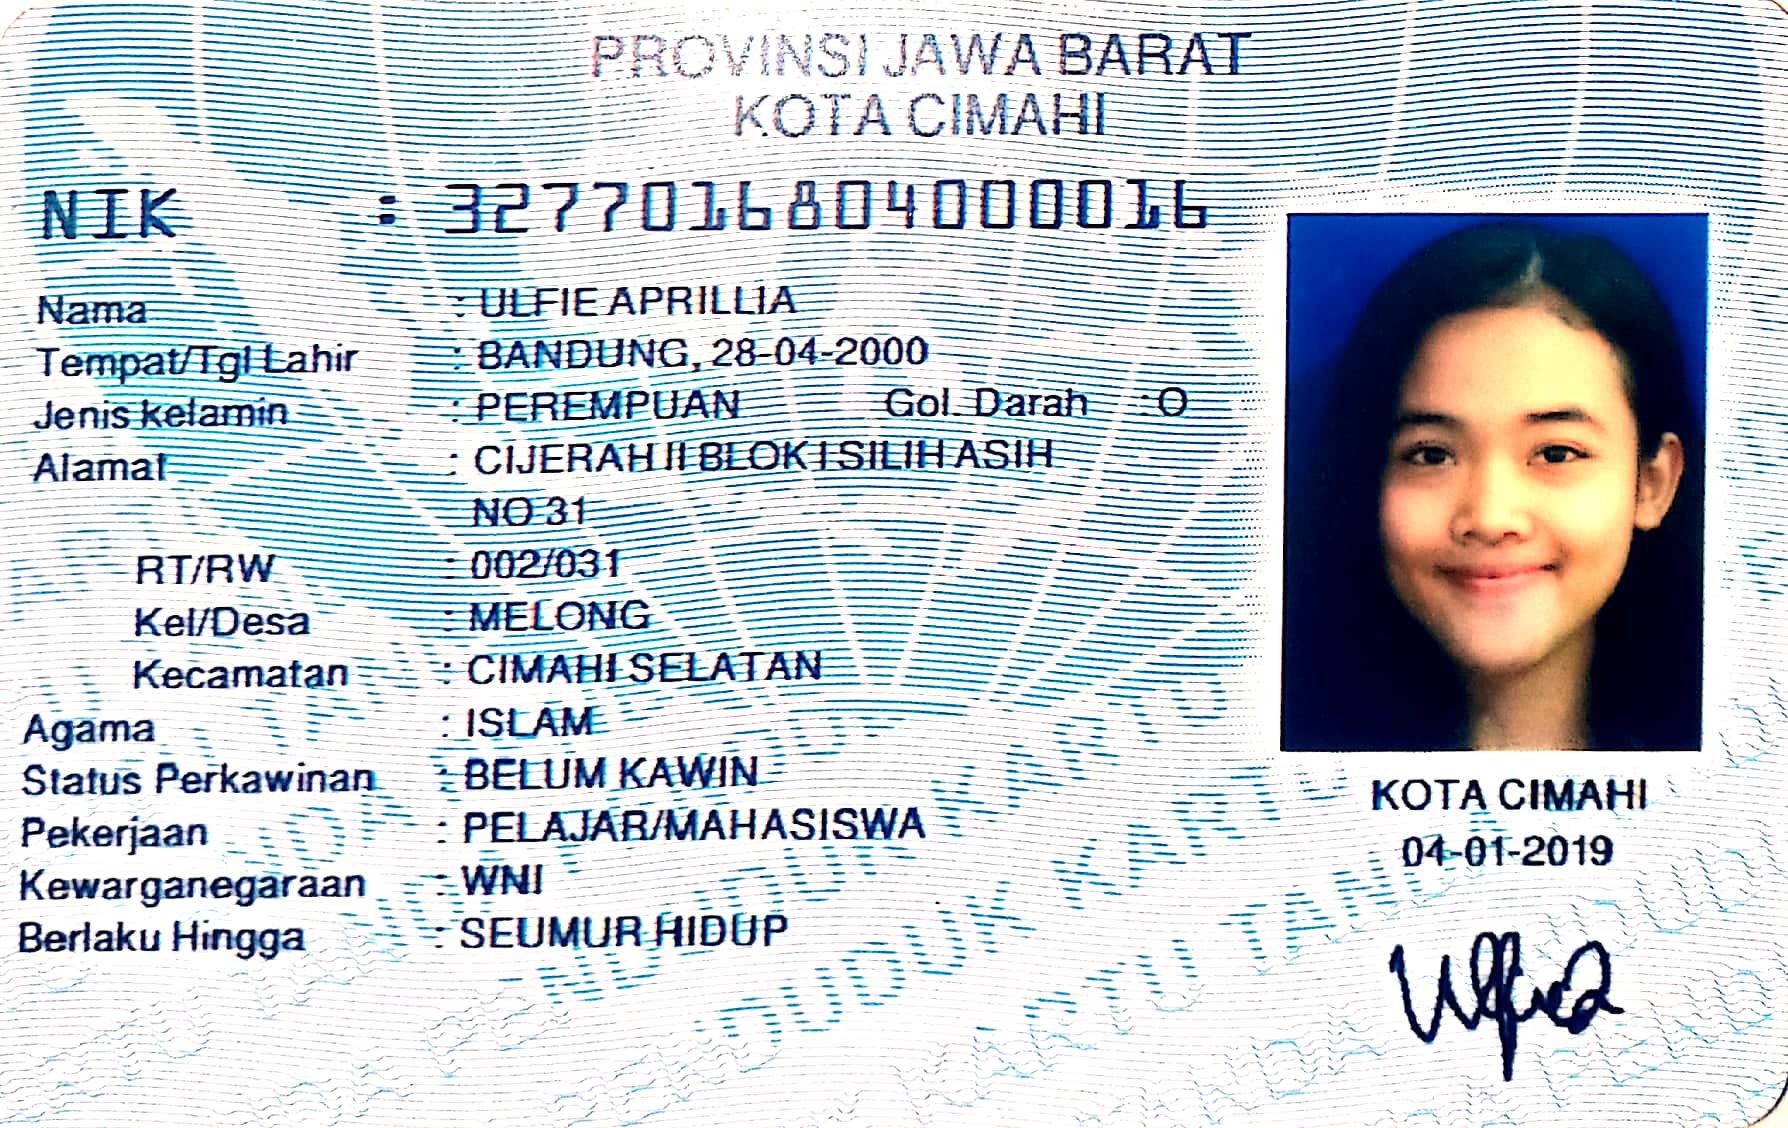 PROVINSI JAWA BARAT
KOTA CIMAHI
NIK : 3277016804000016
Nama : ULFIE APRILLIA
Tempat/Tgl Lahir : BANDUNG, 28-04-2000
Jenis kelamin : PEREMPUAN Gol. Darah : O
Alamat : CIJERAH II BLOK I SILIH ASIH
NO 31
RT/RW : 002/031
Kel/Desa : MELONG
Kecamatan : CIMAHI SELATAN
Agama : ISLAM
Status Perkawinan : BELUM KAWIN
Pekerjaan : PELAJAR/MAHASISWA
Kewarganegaraan : WNI
Berlaku Hingga : SEUMUR HIDUP
KOTA CIMAHI
04-01-2019